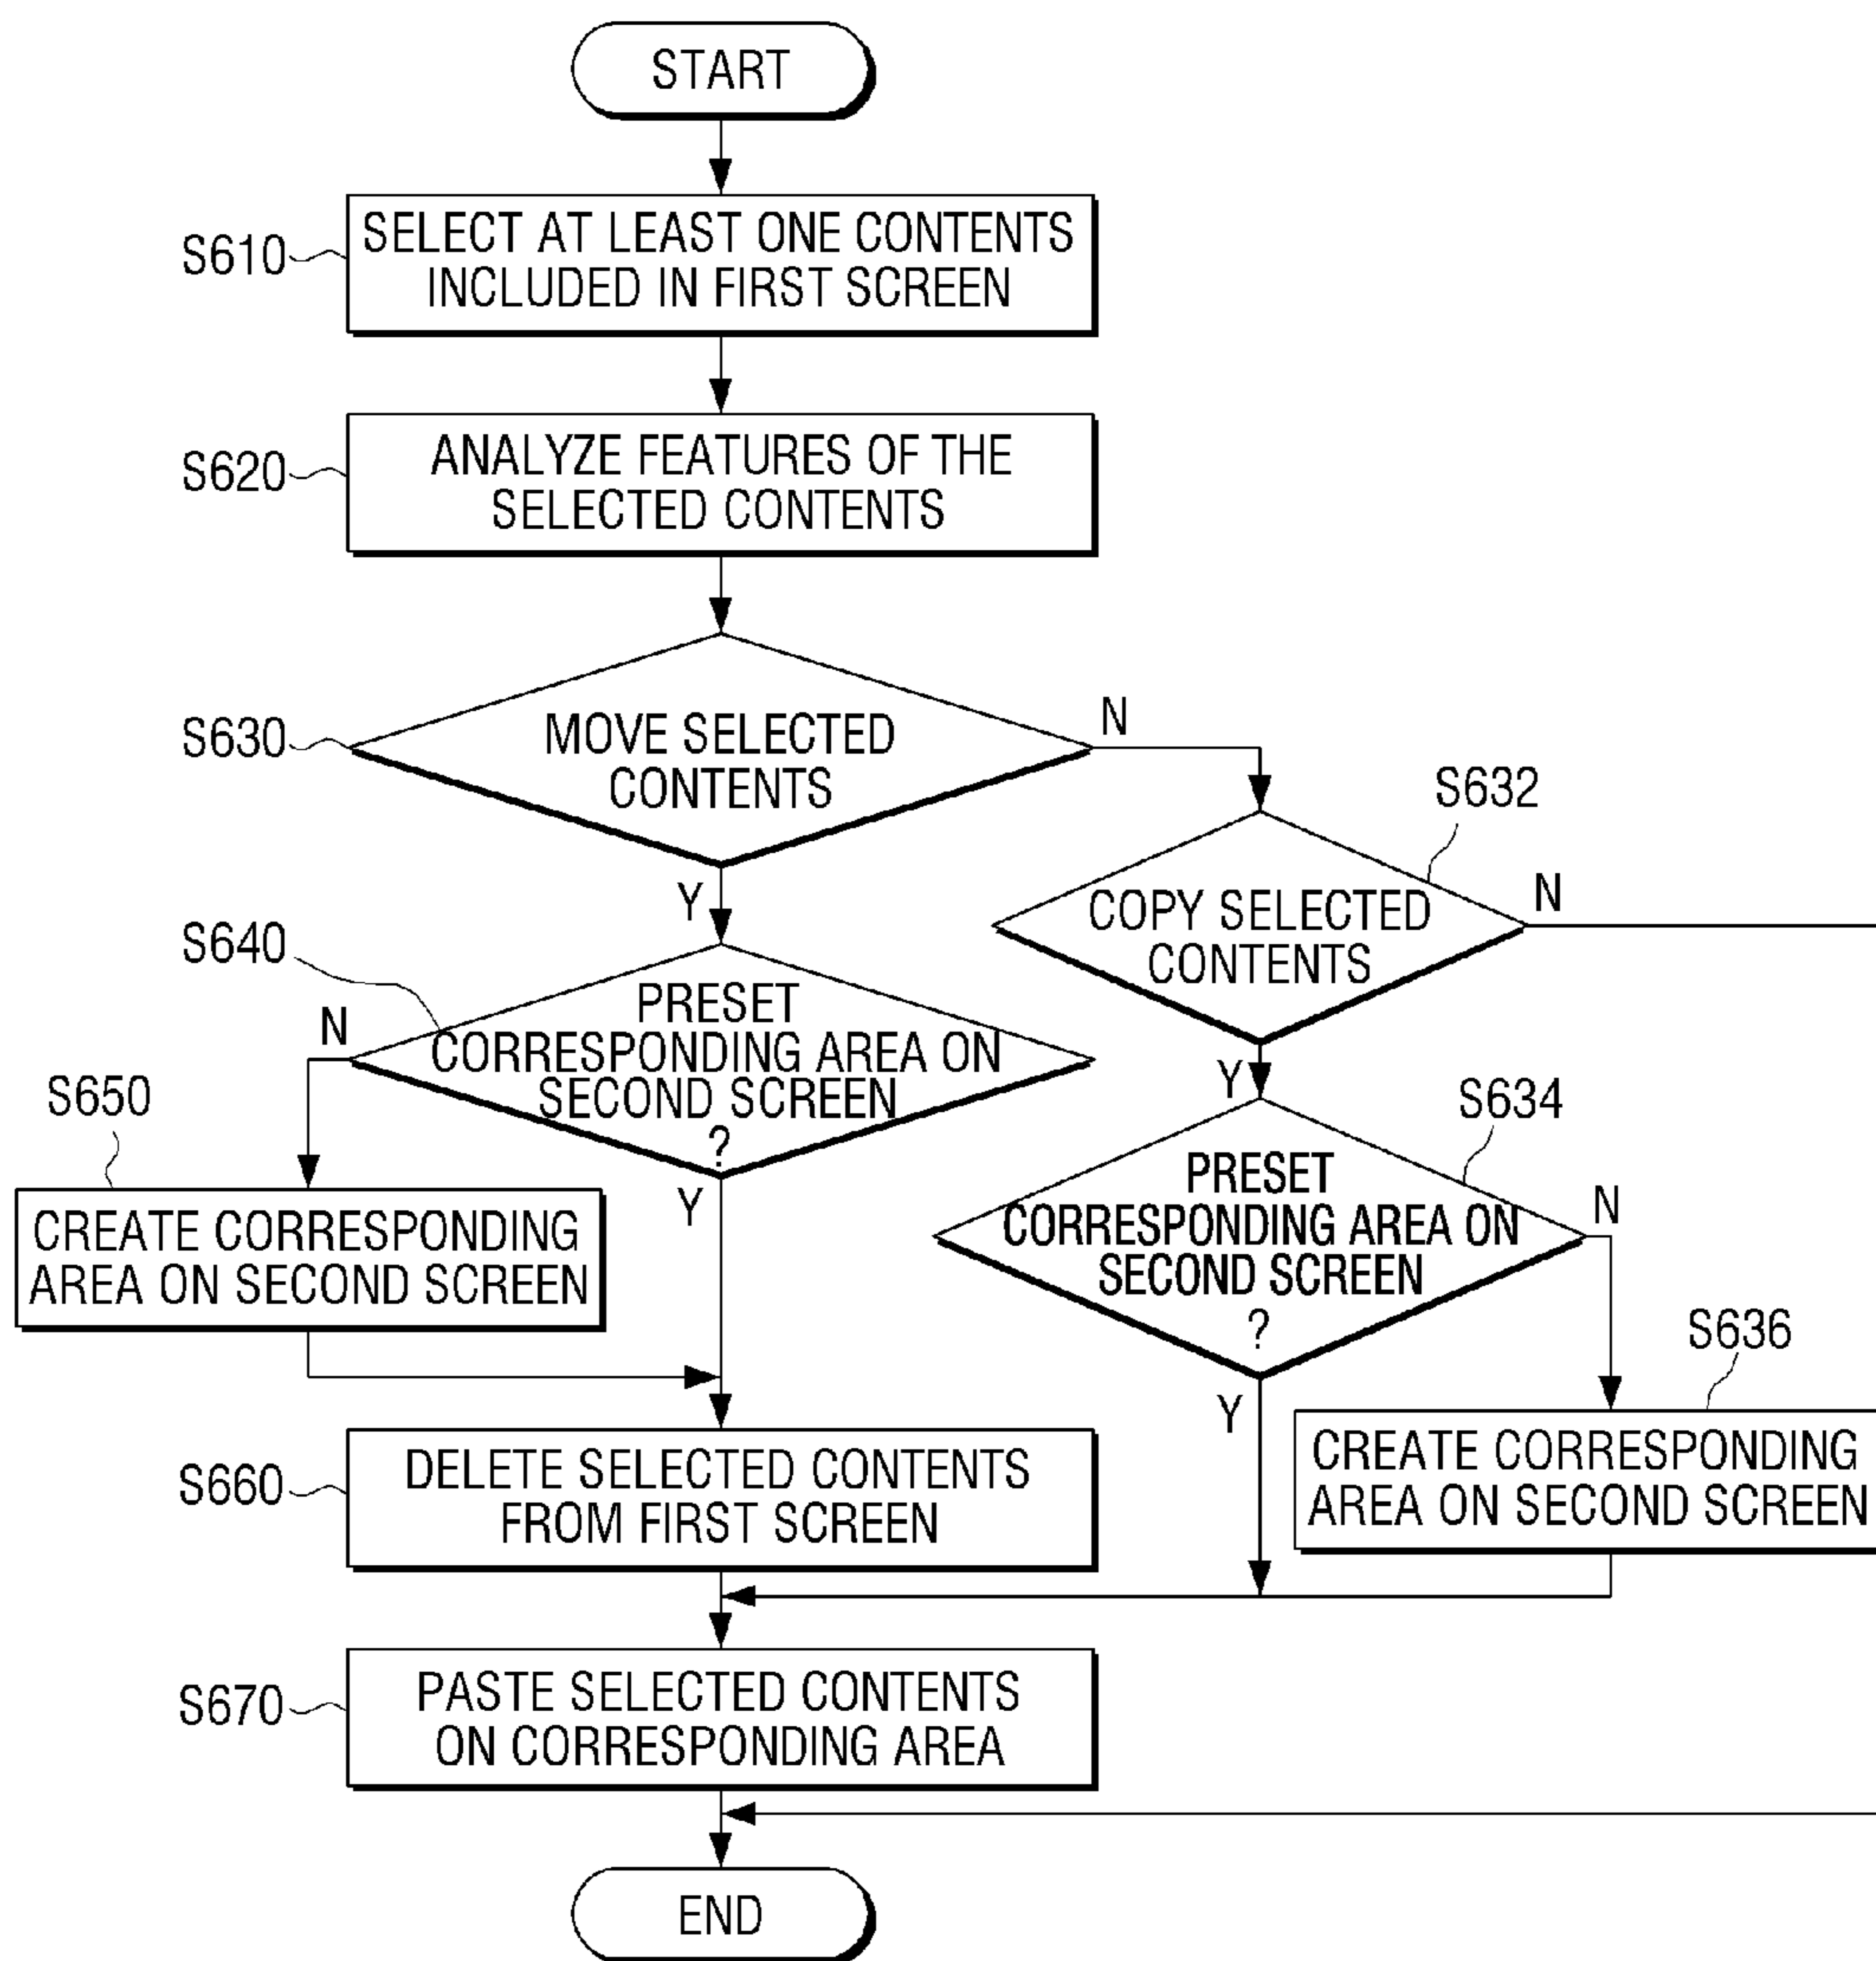 START
S610
SELECT AT LEAST ONE CONTENTS
INCLUDED IN FIRST SCREEN
S620
ANALYZE FEATURES OF THE
SELECTED CONTENTS
S630
MOVE SELECTED
CONTENTS
N
Y
S632
COPY SELECTED
CONTENTS
N
Y
S640
PRESET
CORRESPONDING AREA ON
SECOND SCREEN
?
N
Y
S650
CREATE CORRESPONDING
AREA ON SECOND SCREEN
S634
PRESET
CORRESPONDING AREA ON
SECOND SCREEN
?
N
Y
S636
CREATE CORRESPONDING
AREA ON SECOND SCREEN
S660
DELETE SELECTED CONTENTS
FROM FIRST SCREEN
S670
PASTE SELECTED CONTENTS
ON CORRESPONDING AREA
END